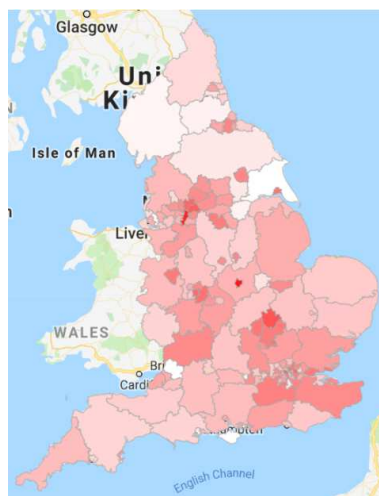 Glasgow
Uni
Ki
Isle of Man
Liver
WALES
Bri
Cardi
English Channel